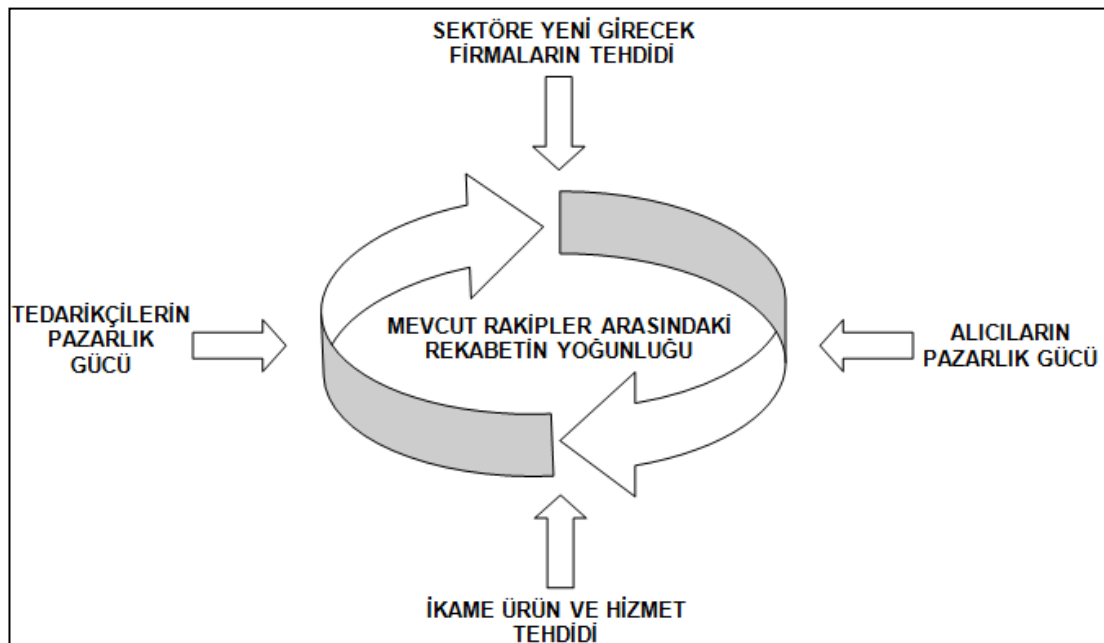 SEKTÖRE YENİ GİRECEK
FİRMALARIN TEHDİDİ
TEDARİKÇİLERİN
PAZARLIK
GÜCÜ
MEVCUT RAKİPLER ARASINDAKİ
REKABETİN YOĞUNLUĞU
ALICILARIN
PAZARLIK GÜCÜ
İKAME ÜRÜN VE HİZMET
TEHDİDİ